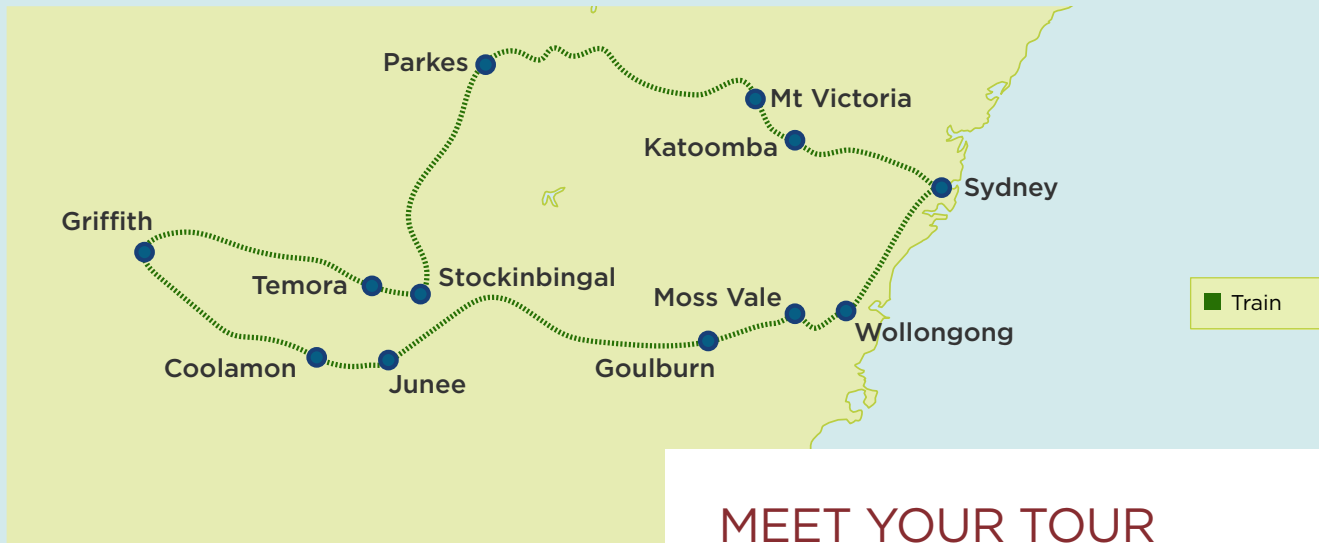 Parkes
Mt Victoria
Katoomba
Sydney
Griffith
Temora
Stockinbingal
Moss Vale
Wollongong
Train
Coolamon
Junee
Goulburn
MEET YOUR TOUR